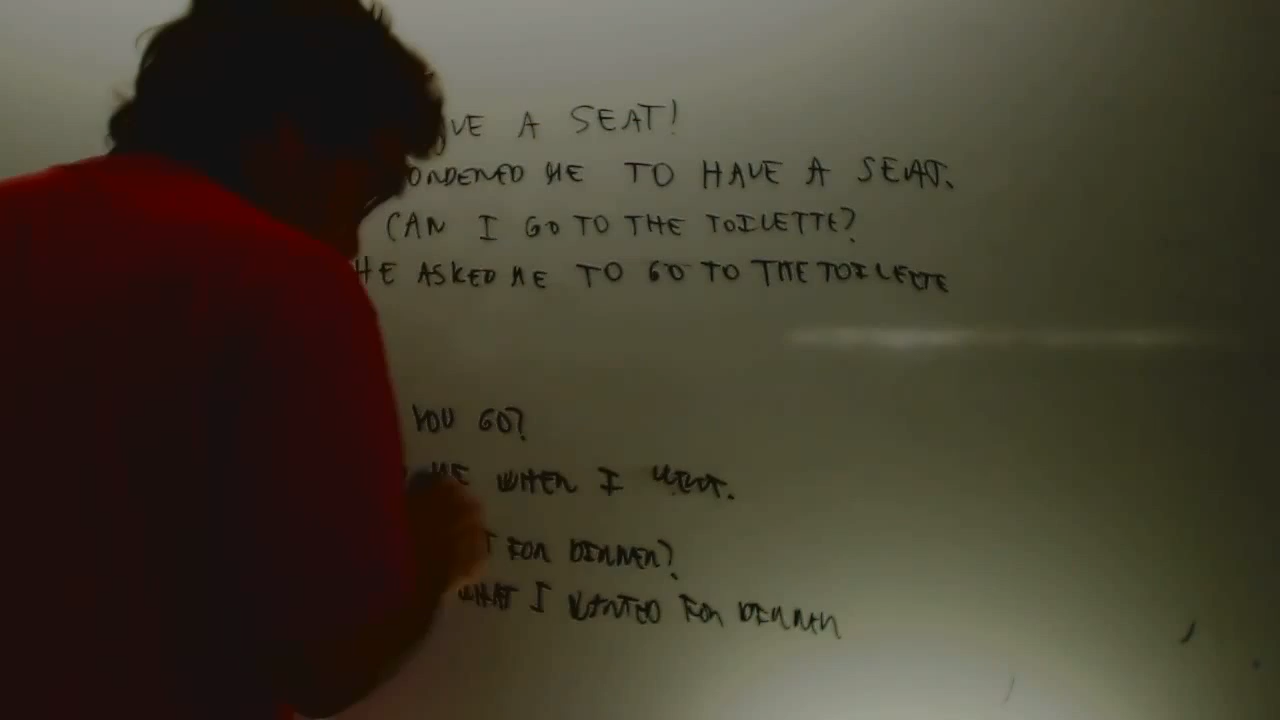 VE A SEAT!
ORDERED ME TO HAVE A SEAT.
CAN I GO TO THE TOILETTE?
HE ASKED ME TO GO TO THE TOILETTE
YOU GO?
ME WHEN I WENT.
T FOR DINNER?
WHAT I WANTED FOR DINNER